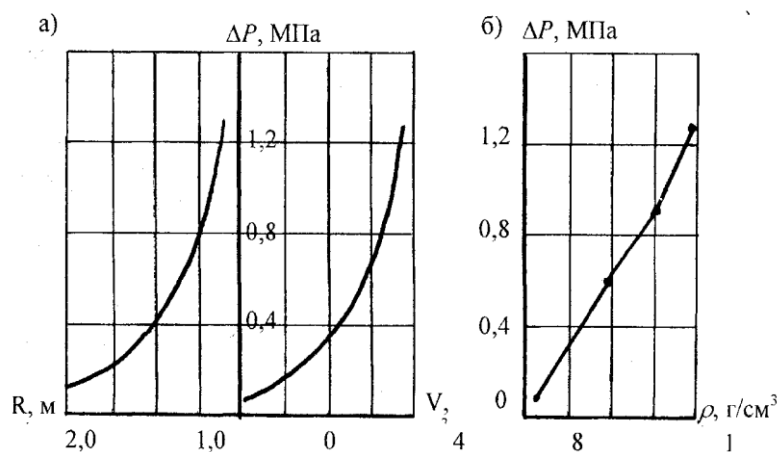 а) ΔP, МПа б) ΔP, МПа
1,2 1,2
0,8 0,8
0,4 0,4
R, м V, 0 ρ, г/см³
2,0 1,0 0 4 8 1